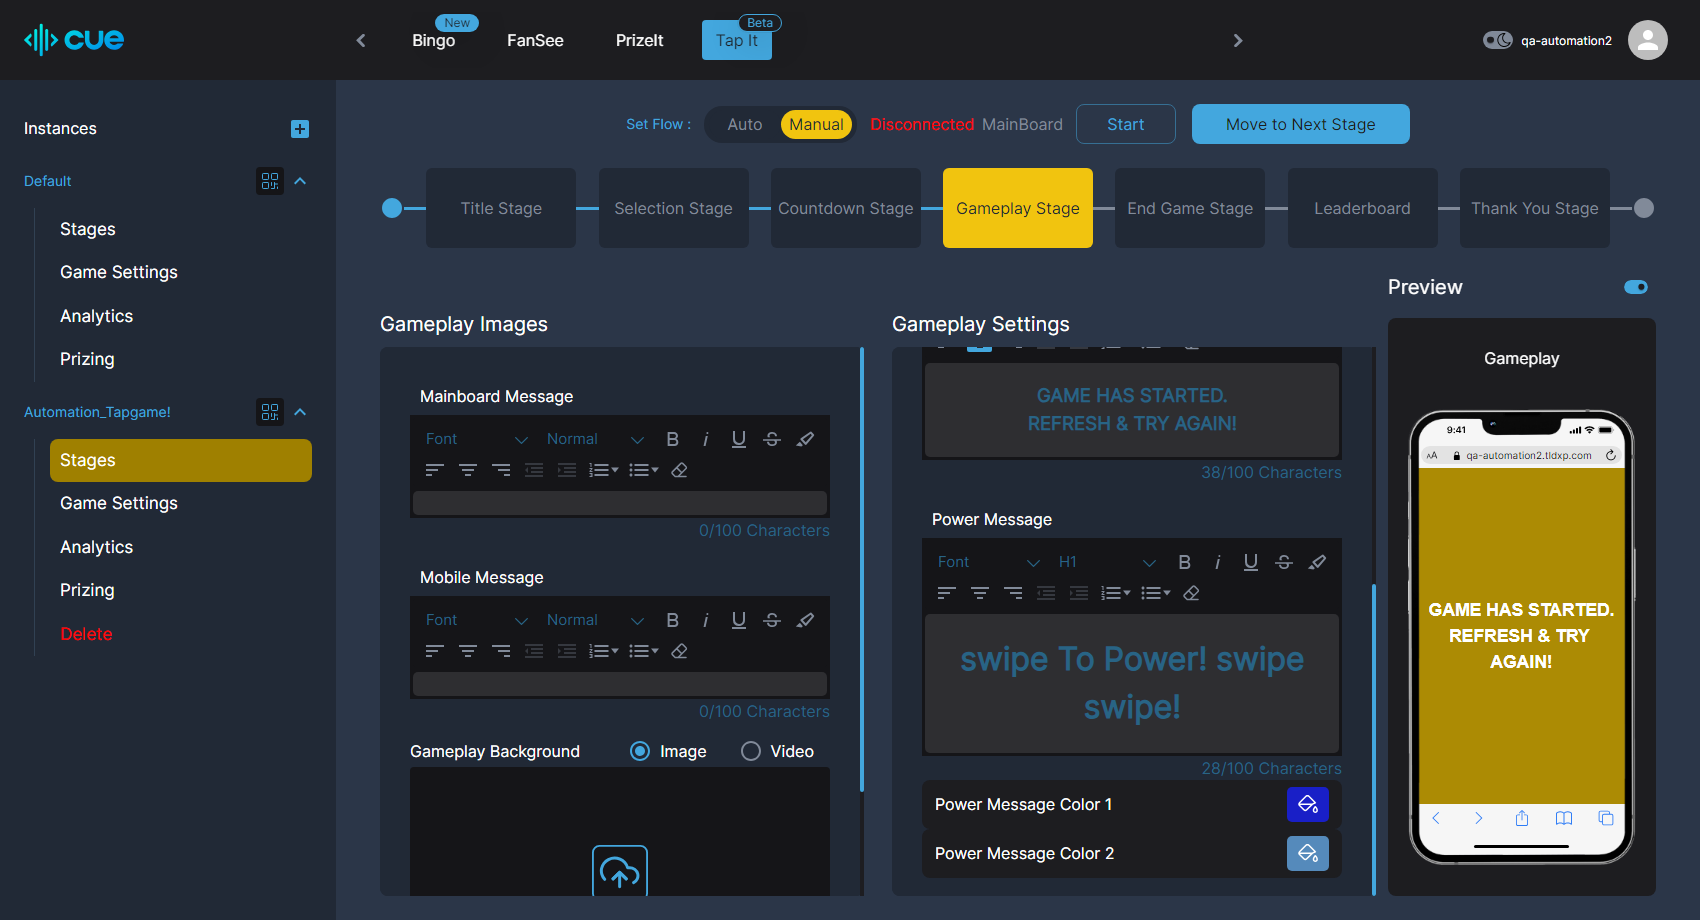 cue
New
Bingo
FanSee
PrizeIt
Beta
Tap It
qa-automation2
Instances
Default
Stages
Game Settings
Analytics
Prizing
Automation_Tapgame!
Stages
Game Settings
Analytics
Prizing
Delete
Set Flow :
Auto
Manual
Disconnected MainBoard
Start
Move to Next Stage
Title Stage
Selection Stage
Countdown Stage
Gameplay Stage
End Game Stage
Leaderboard
Thank You Stage
Gameplay Images
Mainboard Message
Font
Normal
B i U S
0/100 Characters
Mobile Message
Font
Normal
B i U S
0/100 Characters
Gameplay Background
Image
Video
Gameplay Settings
GAME HAS STARTED.
REFRESH & TRY AGAIN!
38/100 Characters
Power Message
Font
H1
B i U S
swipe To Power! swipe
swipe!
28/100 Characters
Power Message Color 1
Power Message Color 2
Preview
Gameplay
9:41
AA
qa-automation2.tldxp.com
GAME HAS STARTED.
REFRESH & TRY
AGAIN!